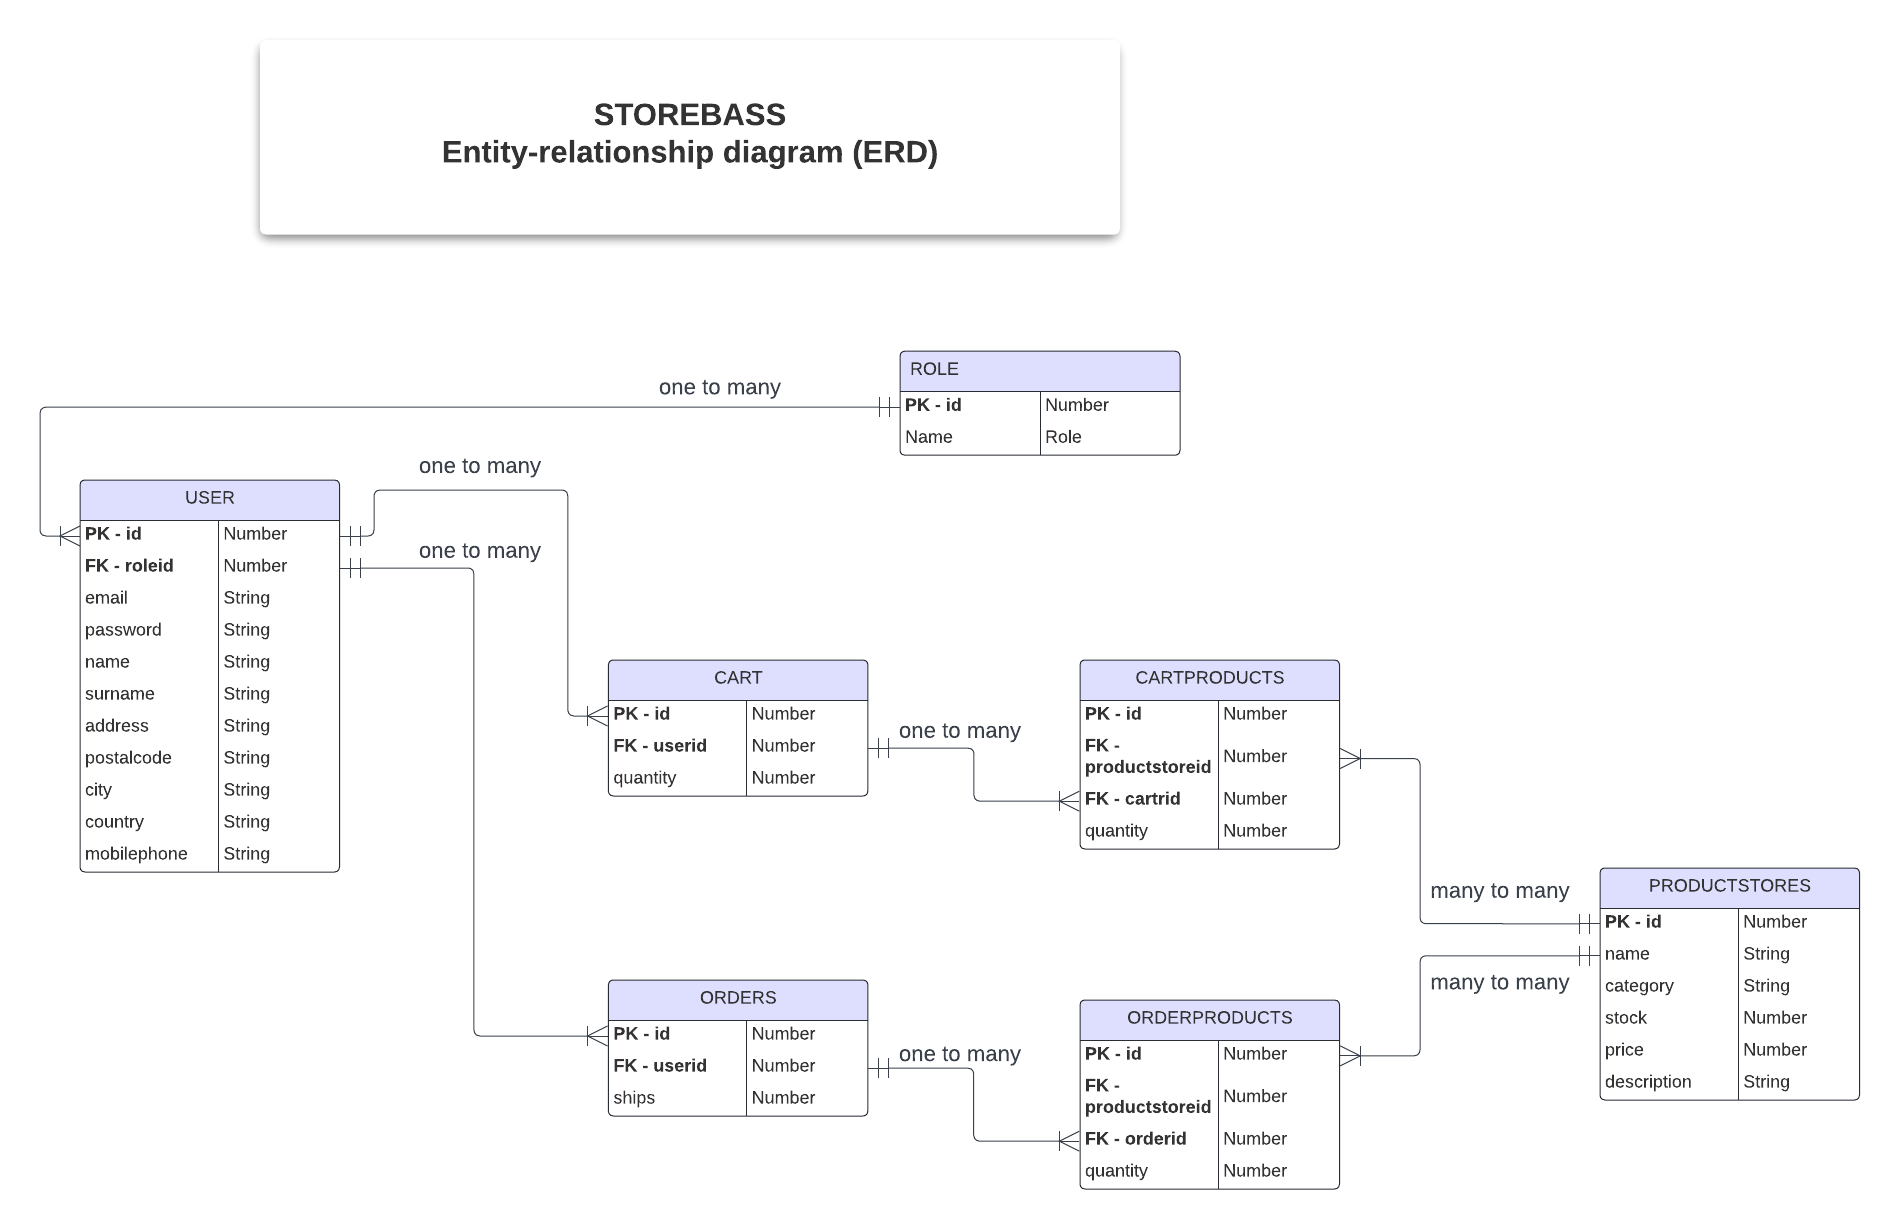 STOREBASS
Entity-relationship diagram (ERD)
ROLE
PK - id Number
Name Role
one to many
one to many
one to many
USER
PK - id Number
FK - roleid Number
email String
password String
name String
surname String
address String
postalcode String
city String
country String
mobilephone String
CART
PK - id Number
FK - userid Number
quantity Number
one to many
CARTPRODUCTS
PK - id Number
FK -
productstoreid Number
FK - cartrid Number
quantity Number
many to many
many to many
PRODUCTSTORES
PK - id Number
name String
category String
stock Number
price Number
description String
ORDERS
PK - id Number
FK - userid Number
ships Number
one to many
ORDERPRODUCTS
PK - id Number
FK -
productstoreid Number
FK - orderid Number
quantity Number